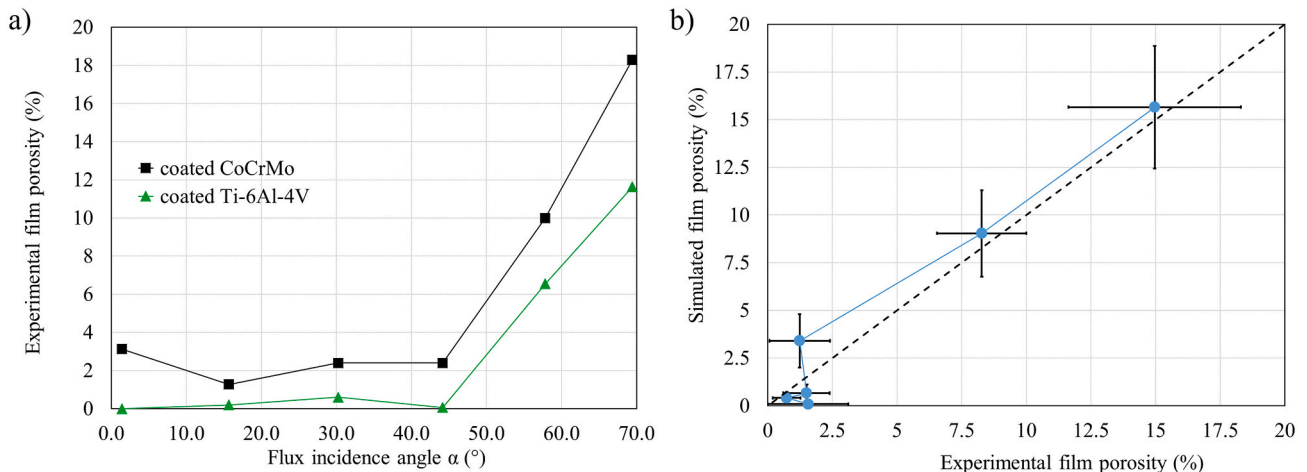 a)
Experimental film porosity (%)
20
18
16
14
12
10
8
6
4
2
0
coated CoCrMo
coated Ti-6Al-4V
0.0 10.0 20.0 30.0 40.0 50.0 60.0 70.0
Flux incidence angle α (°)
b)
Simulated film porosity (%)
20
17.5
15
12.5
10
7.5
5
2.5
0
0 2.5 5 7.5 10 12.5 15 17.5 20
Experimental film porosity (%)